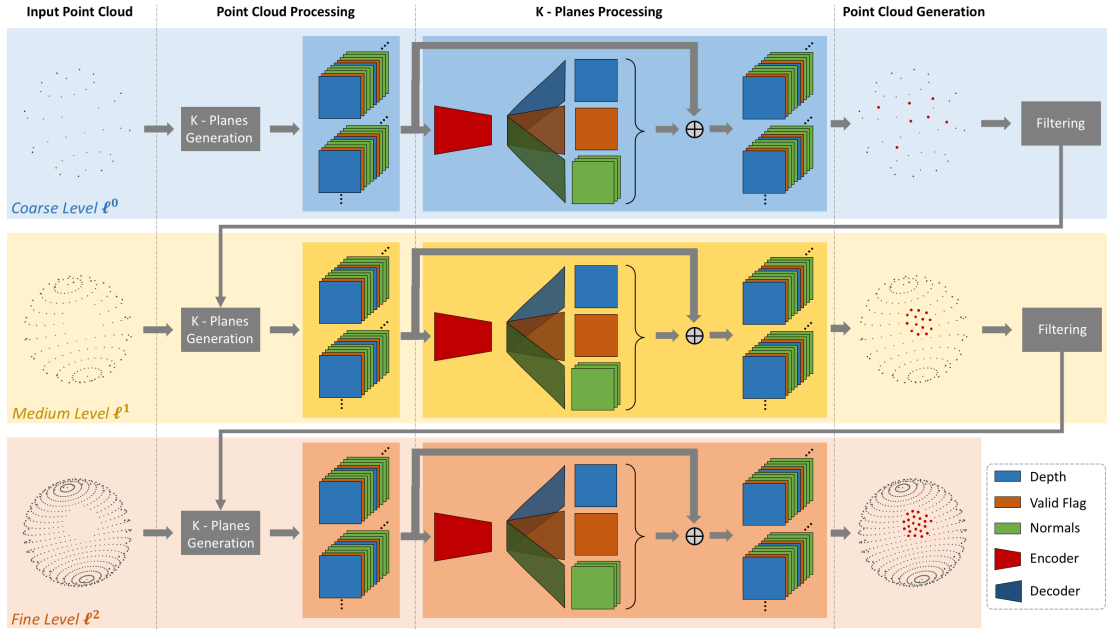 Input Point Cloud
Point Cloud Processing
K - Planes Processing
Point Cloud Generation
K - Planes
Generation
Filtering
Coarse Level ℓ⁰
K - Planes
Generation
Filtering
Medium Level ℓ¹
K - Planes
Generation
Fine Level ℓ²
Depth
Valid Flag
Normals
Encoder
Decoder